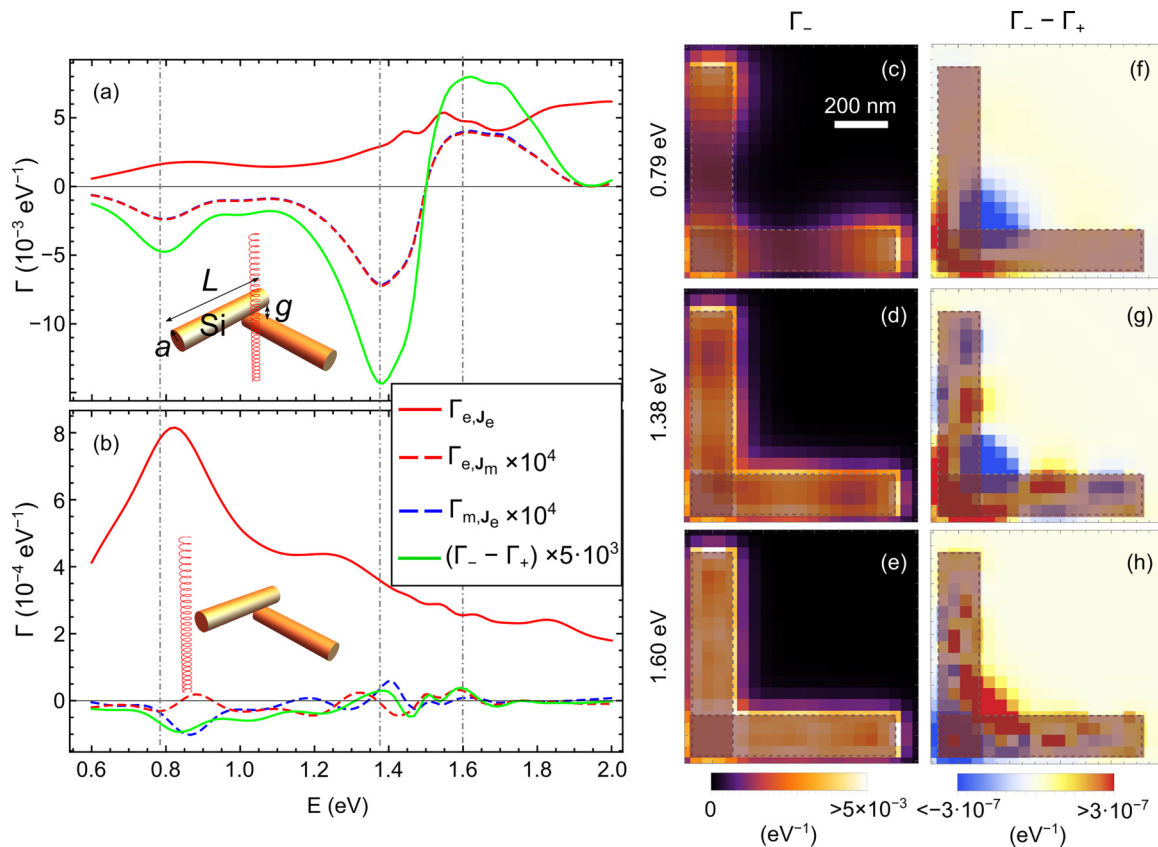 (a)
Γ (10⁻³ eV⁻¹)
5
0
−5
−10
L
Si
g
a
(b)
Γ (10⁻⁴ eV⁻¹)
8
6
4
2
0
Γe,Je
Γe,Jm ×10⁴
Γm,Je ×10⁴
(Γ₋ − Γ₊) ×5·10³
0.6 0.8 1.0 1.2 1.4 1.6 1.8 2.0
E (eV)
Γ₋
Γ₋ − Γ₊
0.79 eV
(c)
200 nm
(f)
1.38 eV
(d)
(g)
1.60 eV
(e)
(h)
0 >5×10⁻³
(eV⁻¹)
<−3·10⁻⁷ >3·10⁻⁷
(eV⁻¹)